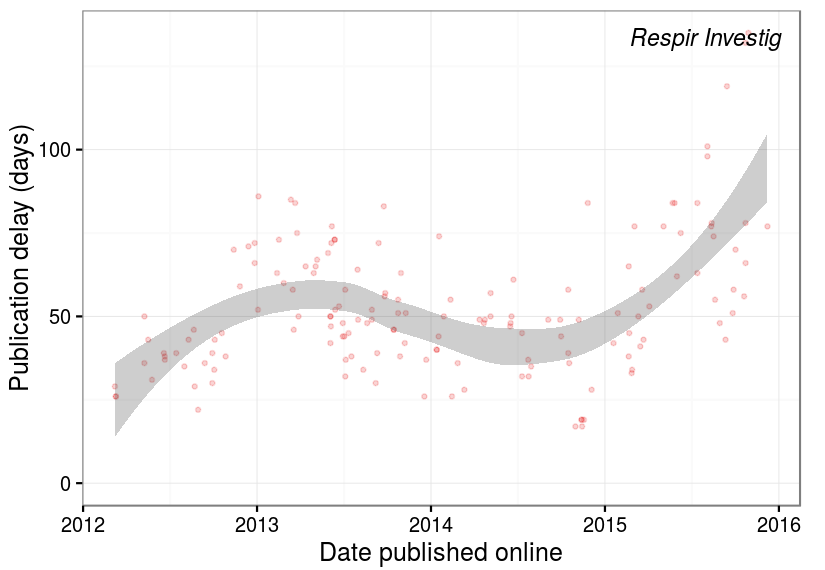 Respir Investig
Publication delay (days)
100
50
0
2012
2013
2014
2015
2016
Date published online